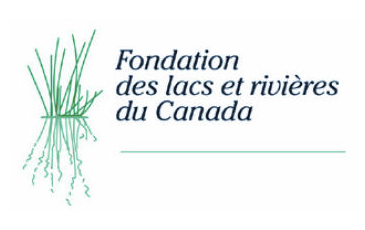 Fondation
des lacs et rivières
du Canada